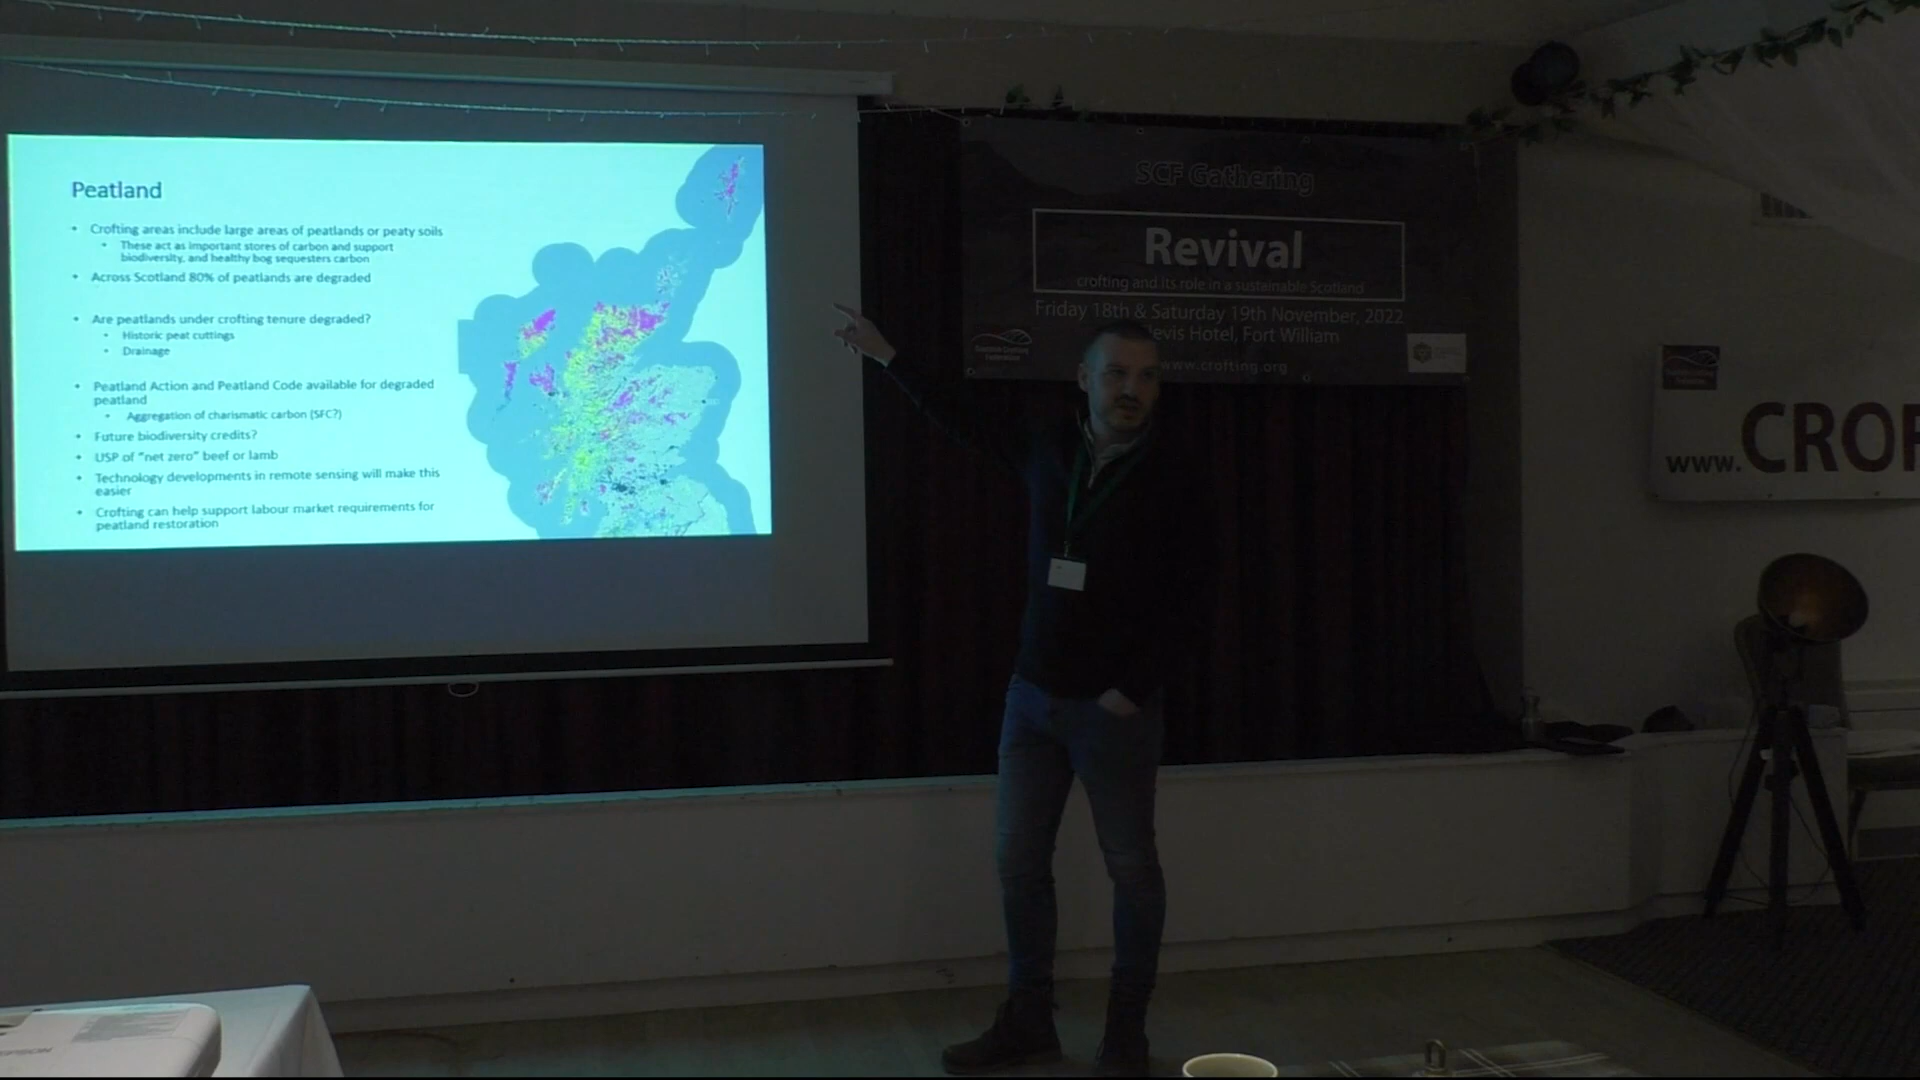 Peatland
• Crofting areas include large areas of peatlands or peaty soils
• These act as important stores of carbon and support
biodiversity, and healthy bog sequesters carbon
• Across Scotland 80% of peatlands are degraded
• Are peatlands under crofting tenure degraded?
• Historic peat cuttings
• Drainage
• Peatland Action and Peatland Code available for degraded
peatland
• Aggregation of charismatic carbon (SFC?)
• Future biodiversity credits?
• USP of "net zero" beef or lamb
• Technology developments in remote sensing will make this
easier
• Crofting can help support labour market requirements for
peatland restoration
SCF Gathering
Revival
crofting and its role in a sustainable Scotland
Friday 18th & Saturday 19th November, 2022
Nevis Hotel, Fort William
www.crofting.org
www.CROF
EPSON